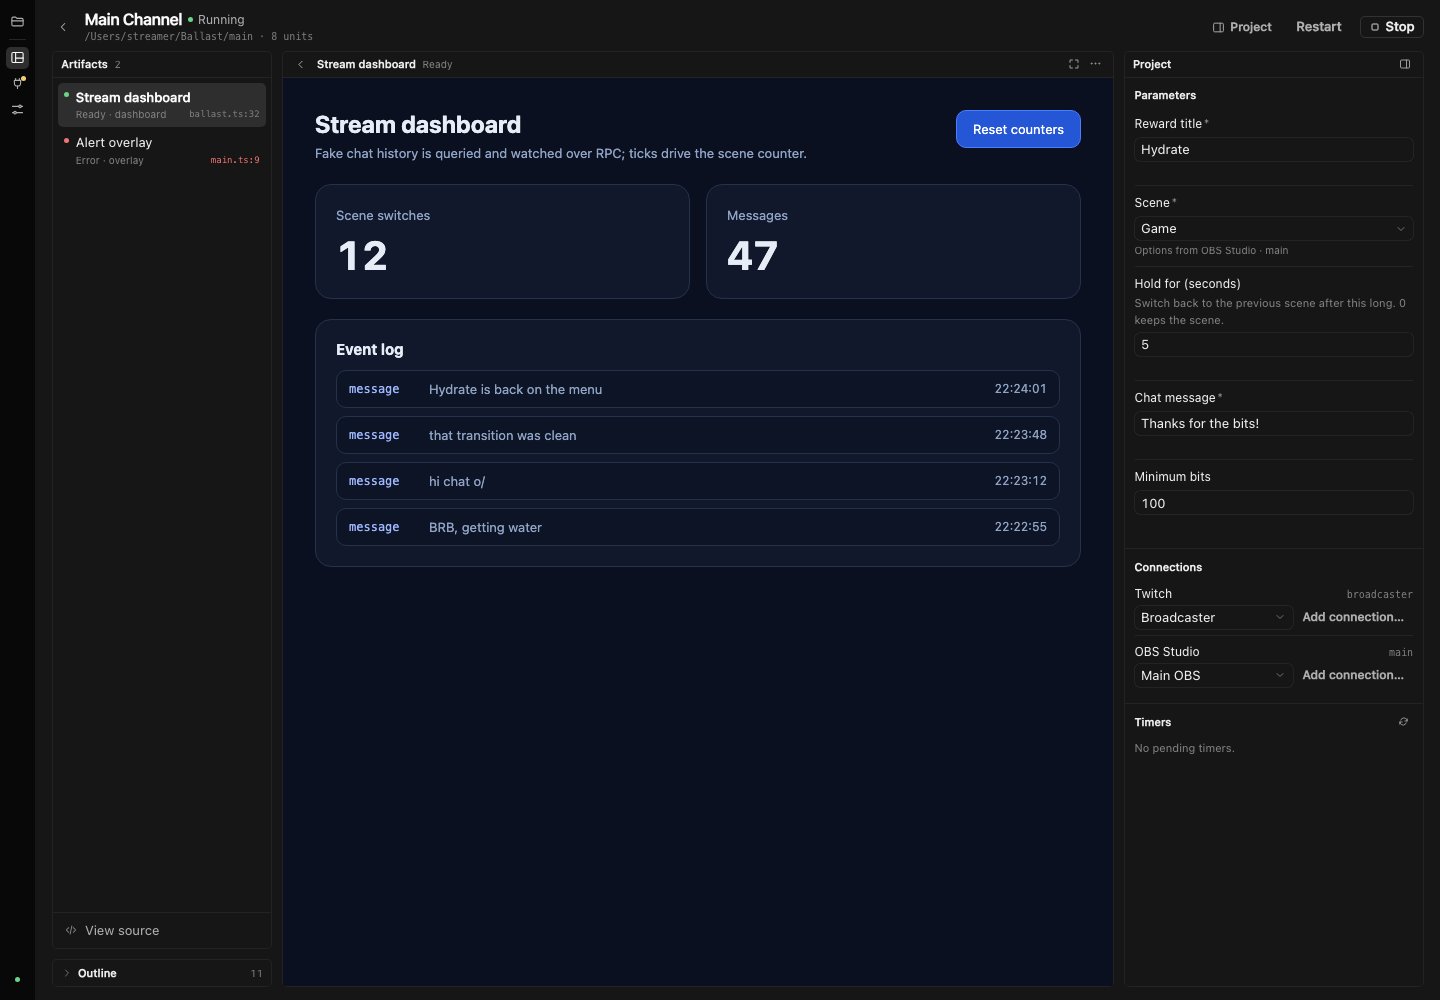 Main Channel
Running
/Users/streamer/Ballast/main · 8 units
Project
Restart
Stop
Artifacts 2
Stream dashboard
Ready · dashboard
ballast.ts:32
Alert overlay
Error · overlay
main.ts:9
View source
Outline
11
Stream dashboard Ready
Stream dashboard
Fake chat history is queried and watched over RPC; ticks drive the scene counter.
Reset counters
Scene switches
12
Messages
47
Event log
message Hydrate is back on the menu 22:24:01
message that transition was clean 22:23:48
message hi chat o/ 22:23:12
message BRB, getting water 22:22:55
Project
Parameters
Reward title*
Hydrate
Scene*
Game
Options from OBS Studio · main
Hold for (seconds)
Switch back to the previous scene after this long. 0
keeps the scene.
5
Chat message*
Thanks for the bits!
Minimum bits
100
Connections
Twitch broadcaster
Broadcaster Add connection...
OBS Studio main
Main OBS Add connection...
Timers
No pending timers.